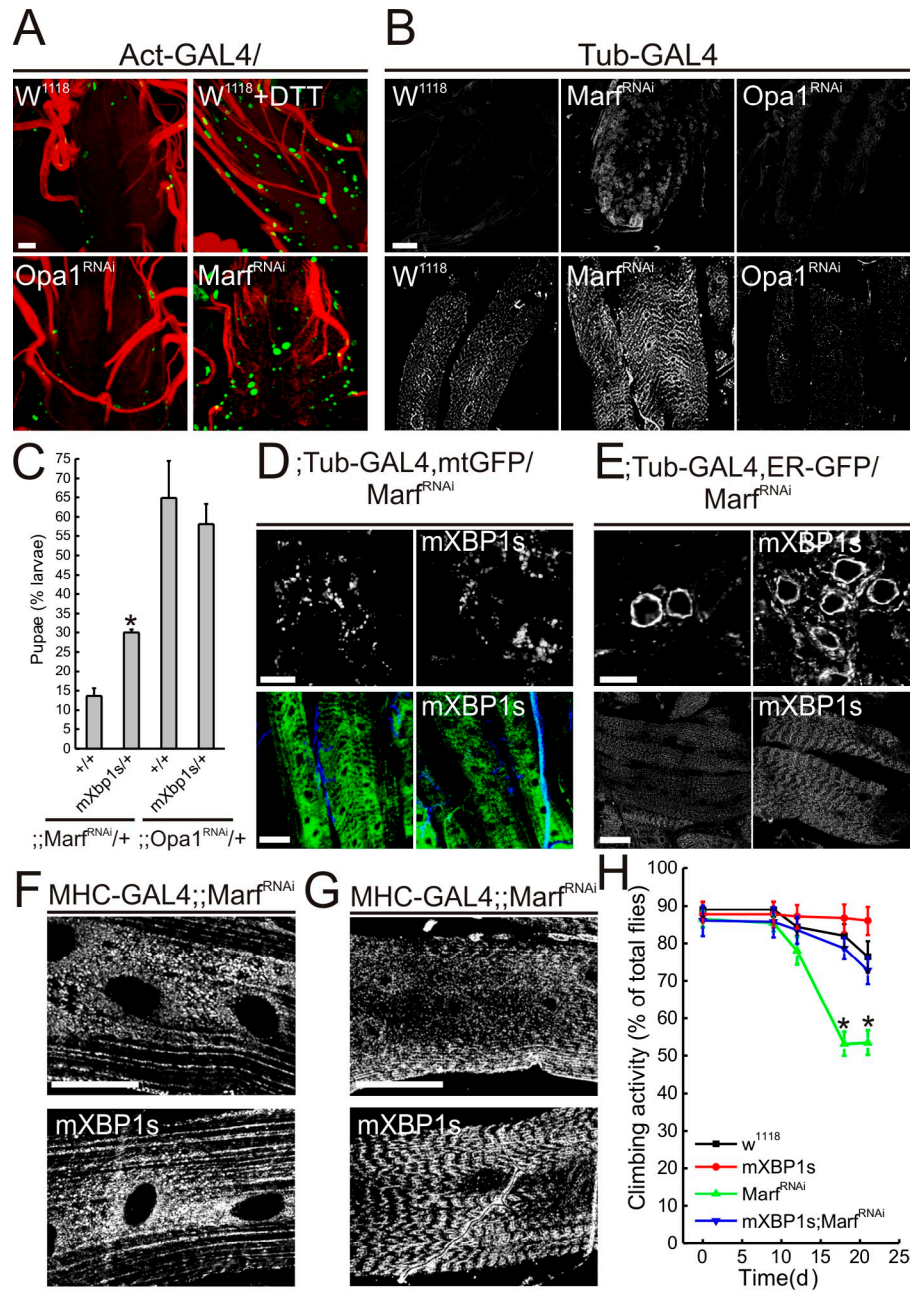 A
Act-GAL4/
W¹¹¹⁸
W¹¹¹⁸+DTT
Opa1ᴿᴺᴬⁱ
Marfᴿᴺᴬⁱ
B
Tub-GAL4
W¹¹¹⁸
Marfᴿᴺᴬⁱ
Opa1ᴿᴺᴬⁱ
W¹¹¹⁸
Marfᴿᴺᴬⁱ
Opa1ᴿᴺᴬⁱ
C
Pupae (% larvae)
75
70
65
60
55
50
45
40
35
30
25
20
15
10
5
0
*
+/+
mXbp1s/+
+/+
mXbp1s/+
;;Marfᴿᴺᴬⁱ/+
;;Opa1ᴿᴺᴬⁱ/+
D
;Tub-GAL4,mtGFP/
Marfᴿᴺᴬⁱ
mXBP1s
mXBP1s
E
;Tub-GAL4,ER-GFP/
Marfᴿᴺᴬⁱ
mXBP1s
mXBP1s
F
MHC-GAL4;;Marfᴿᴺᴬⁱ
mXBP1s
G
MHC-GAL4;;Marfᴿᴺᴬⁱ
mXBP1s
H
Climbing activity (% of total flies)
100
90
80
70
60
50
40
30
20
10
0
* *
w¹¹¹⁸
mXBP1s
Marfᴿᴺᴬⁱ
mXBP1s;Marfᴿᴺᴬⁱ
0 5 10 15 20 25
Time(d)